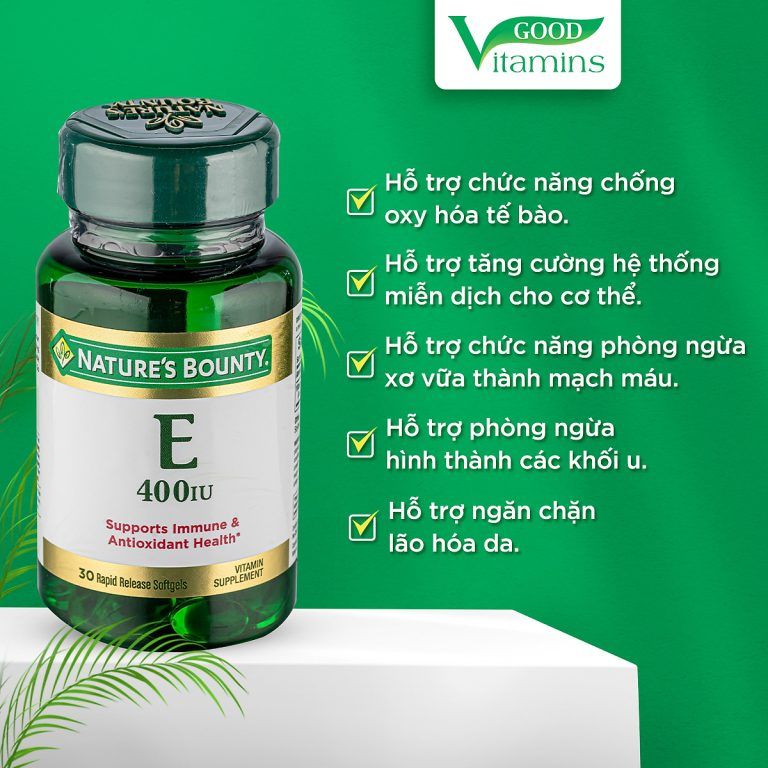 GOOD
Vitamins
Hỗ trợ chức năng chống
oxy hóa tế bào.
Hỗ trợ tăng cường hệ thống
miễn dịch cho cơ thể.
Hỗ trợ chức năng phòng ngừa
xơ vữa thành mạch máu.
Hỗ trợ phòng ngừa
hình thành các khối u.
Hỗ trợ ngăn chặn
lão hóa da.
NATURE'S BOUNTY
NATURE'S BOUNTY®
E
400IU
Supports Immune &
Antioxidant Health*
30 Rapid Release Softgels
VITAMIN
SUPPLEMENT